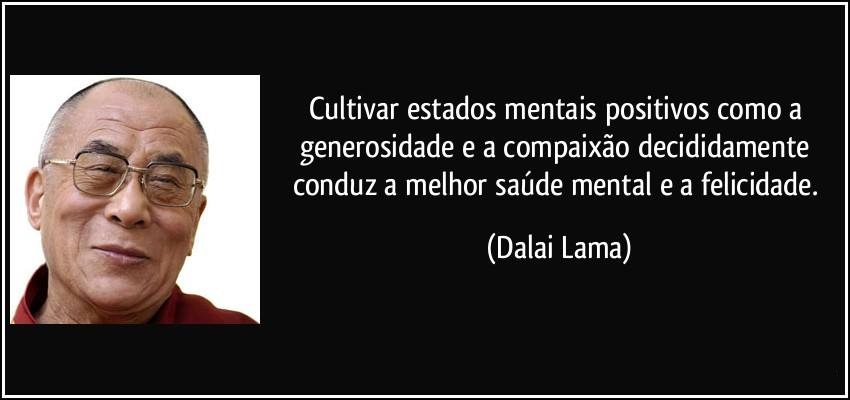 Cultivar estados mentais positivos como a
generosidade e a compaixão decididamente
conduz a melhor saúde mental e a felicidade.
(Dalai Lama)